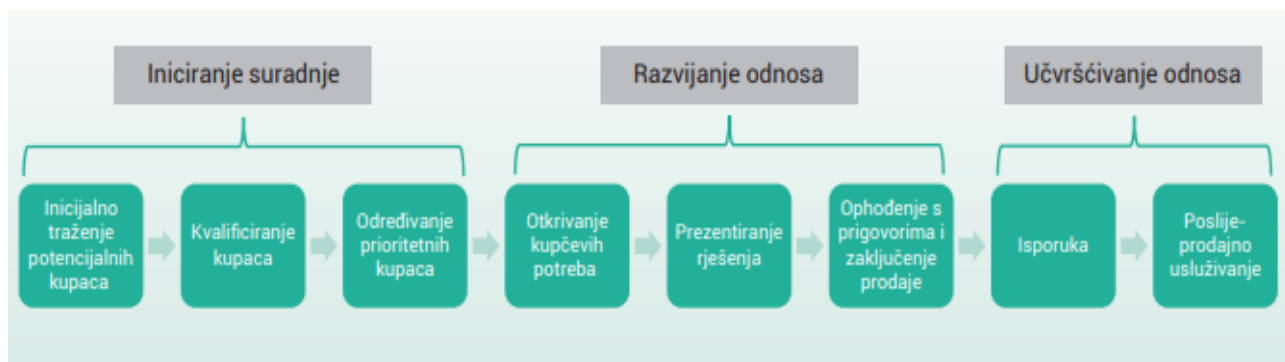 Iniciranje suradnje
Razvijanje odnosa
Učvršćivanje odnosa
Inicijalno
traženje
potencijalnih
kupaca
Kvalificiranje
kupaca
Određivanje
prioritetnih
kupaca
Otkrivanje
kupčevih
potreba
Prezentiranje
rješenja
Ophođenje s
prigovorima i
zaključenje
prodaje
Isporuka
Poslije-
prodajno
usluživanje